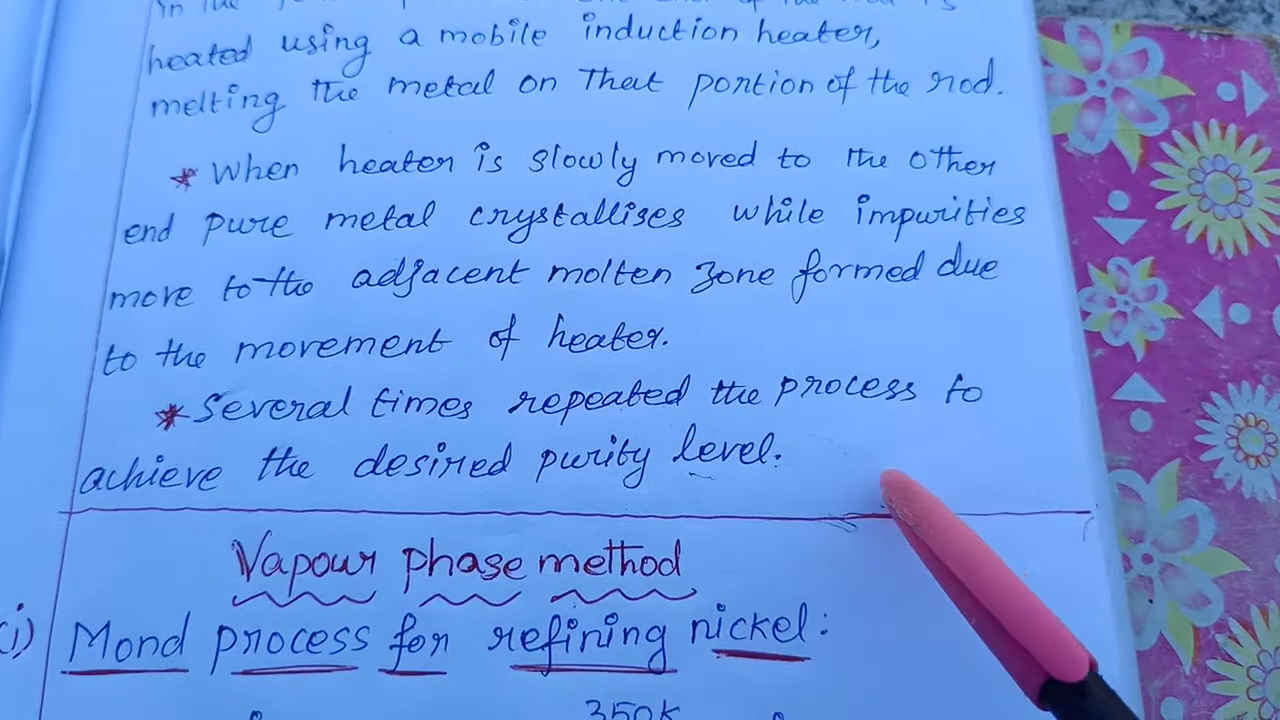 In the
heated using a mobile induction heater,
melting the metal on that portion of the rod.
* When heater is slowly moved to the other
end pure metal crystallises while impurities
move to the adjacent molten zone formed due
to the movement of heater.
* Several times repeated the process to
achieve the desired purity level.
Vapour phase method
(i) Mond process for refining nickel:
350K